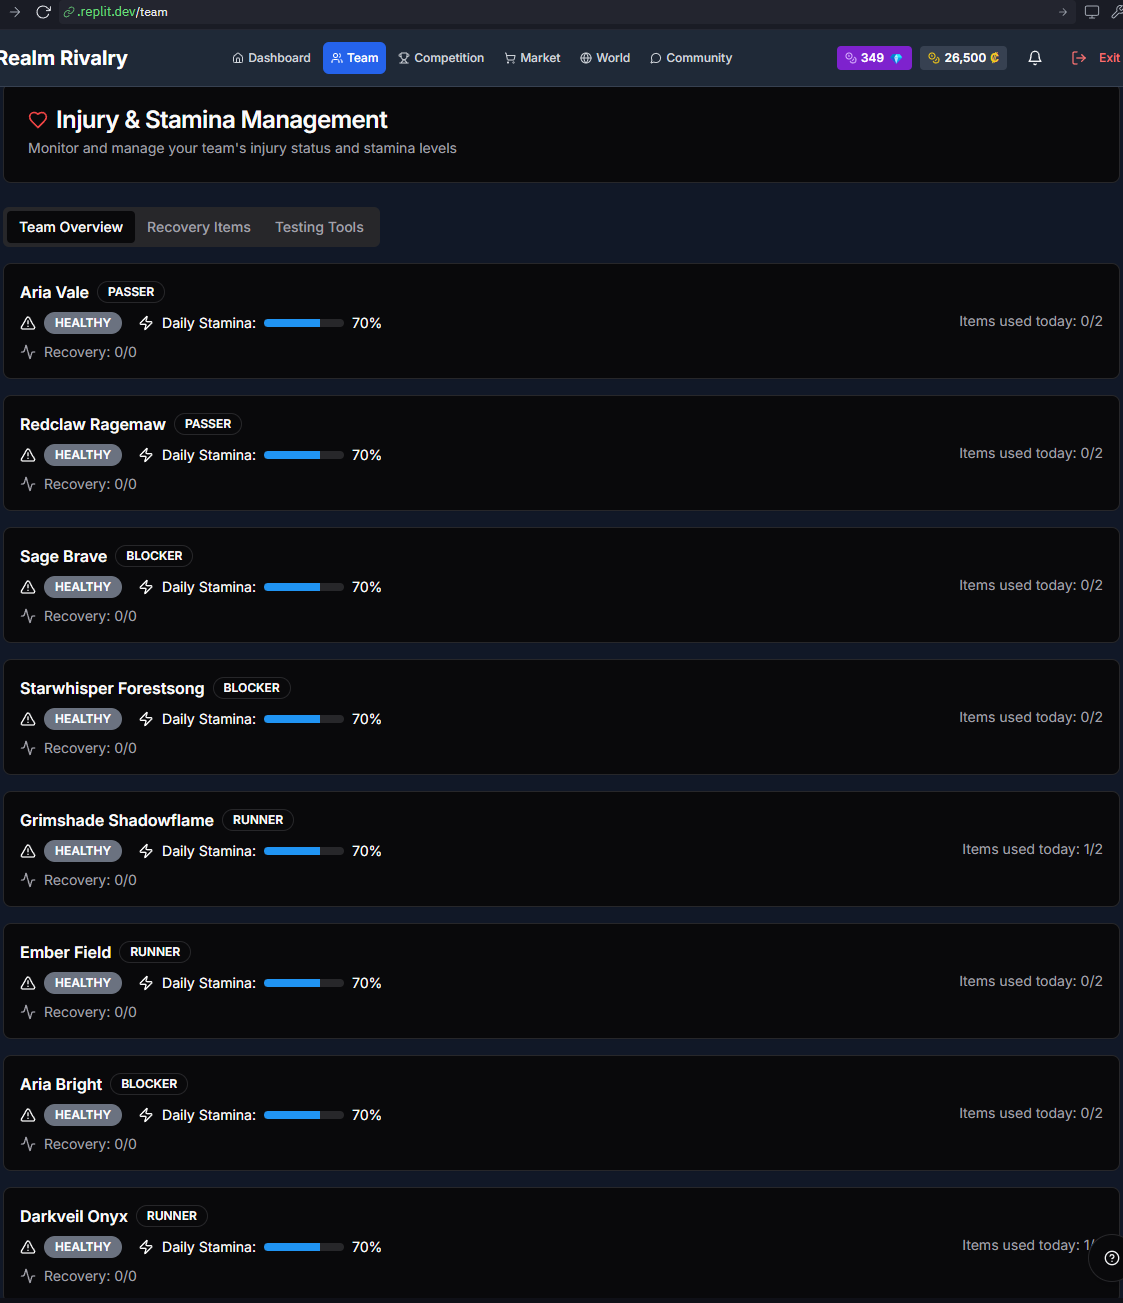 .replit.dev/team
Realm Rivalry
Dashboard
Team
Competition
Market
World
Community
349
26,500 ₡
Exit
Injury & Stamina Management
Monitor and manage your team's injury status and stamina levels
Team Overview
Recovery Items
Testing Tools
Aria Vale PASSER
HEALTHY Daily Stamina: 70%
Items used today: 0/2
Recovery: 0/0
Redclaw Ragemaw PASSER
HEALTHY Daily Stamina: 70%
Items used today: 0/2
Recovery: 0/0
Sage Brave BLOCKER
HEALTHY Daily Stamina: 70%
Items used today: 0/2
Recovery: 0/0
Starwhisper Forestsong BLOCKER
HEALTHY Daily Stamina: 70%
Items used today: 0/2
Recovery: 0/0
Grimshade Shadowflame RUNNER
HEALTHY Daily Stamina: 70%
Items used today: 1/2
Recovery: 0/0
Ember Field RUNNER
HEALTHY Daily Stamina: 70%
Items used today: 0/2
Recovery: 0/0
Aria Bright BLOCKER
HEALTHY Daily Stamina: 70%
Items used today: 0/2
Recovery: 0/0
Darkveil Onyx RUNNER
HEALTHY Daily Stamina: 70%
Items used today: 1/
Recovery: 0/0